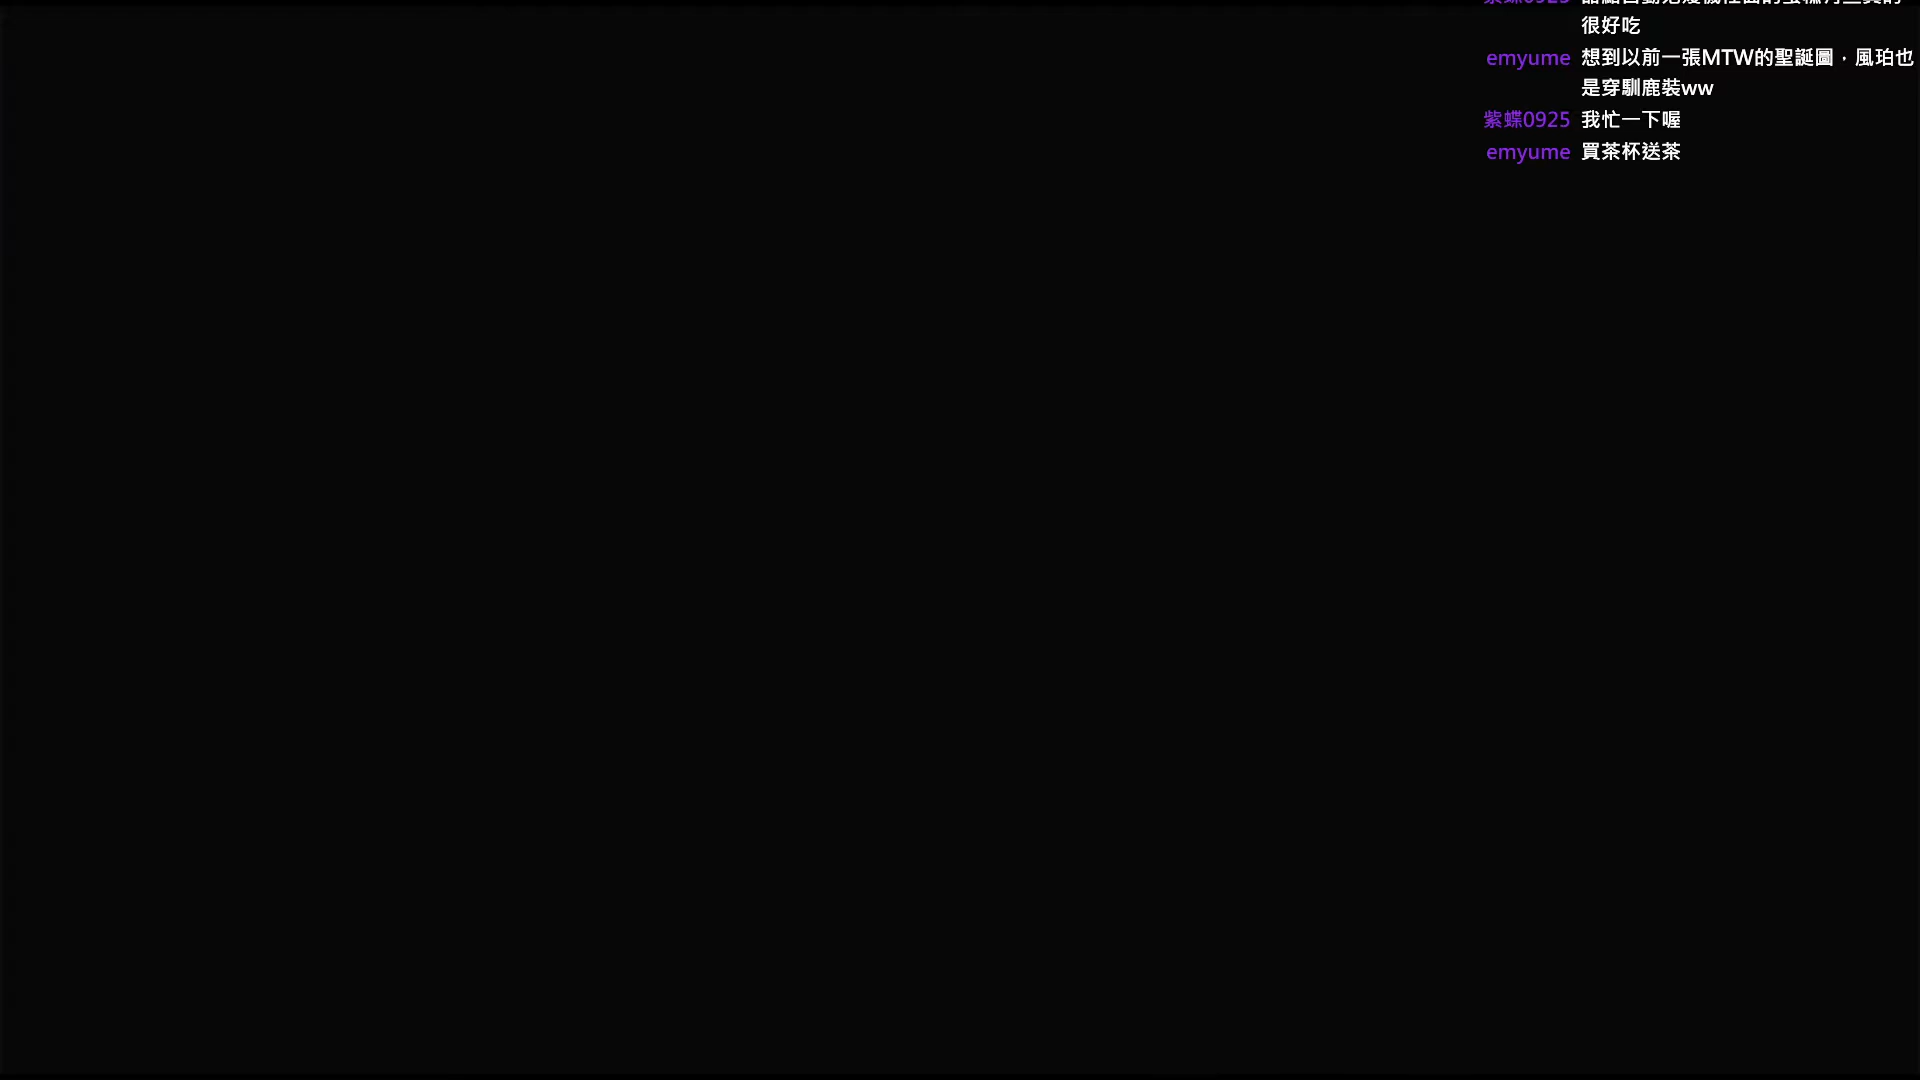 很好吃
emyume 想到以前一張MTW的聖誕圖，風珀也
是穿馴鹿裝ww
紫蝶0925 我忙一下喔
emyume 買茶杯送茶